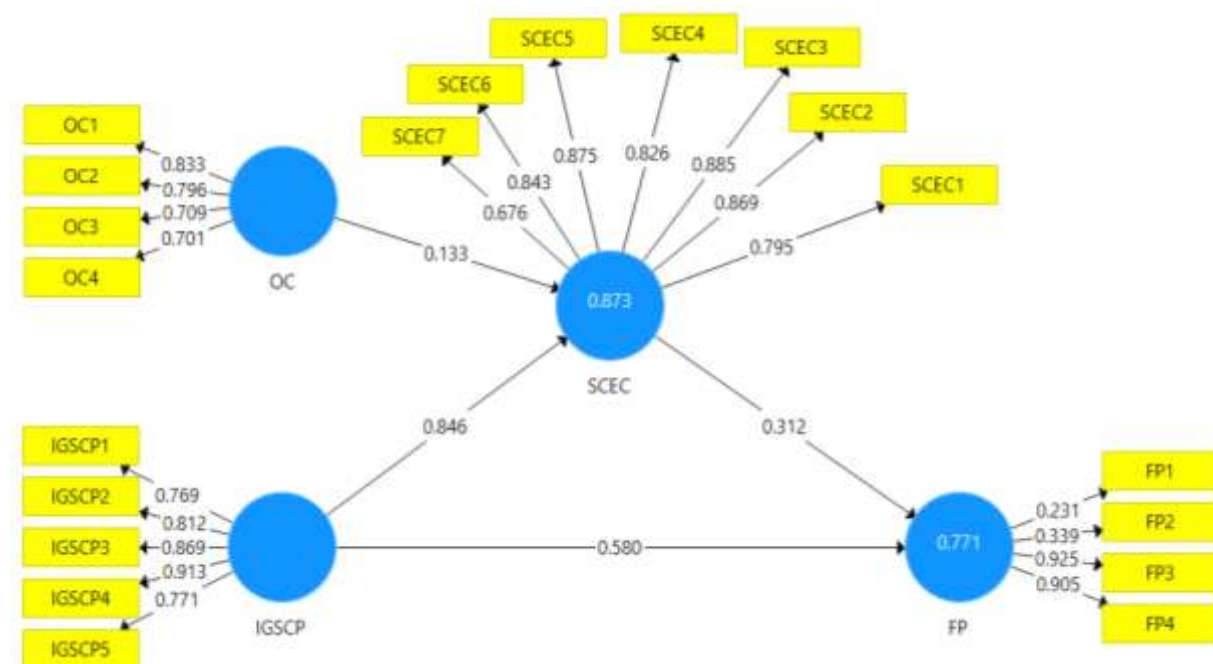 SCEC5
SCEC4
SCEC3
SCEC6
SCEC2
SCEC7
SCEC1
OC1
OC2
OC3
OC4
0.833
0.796
0.709
0.701
OC
0.676
0.843
0.875
0.826
0.885
0.869
0.795
0.133
0.873
SCEC
0.846
0.312
IGSCP1
IGSCP2
IGSCP3
IGSCP4
IGSCP5
0.769
0.812
0.869
0.913
0.771
IGSCP
0.580
0.771
FP
0.231
0.339
0.925
0.905
FP1
FP2
FP3
FP4